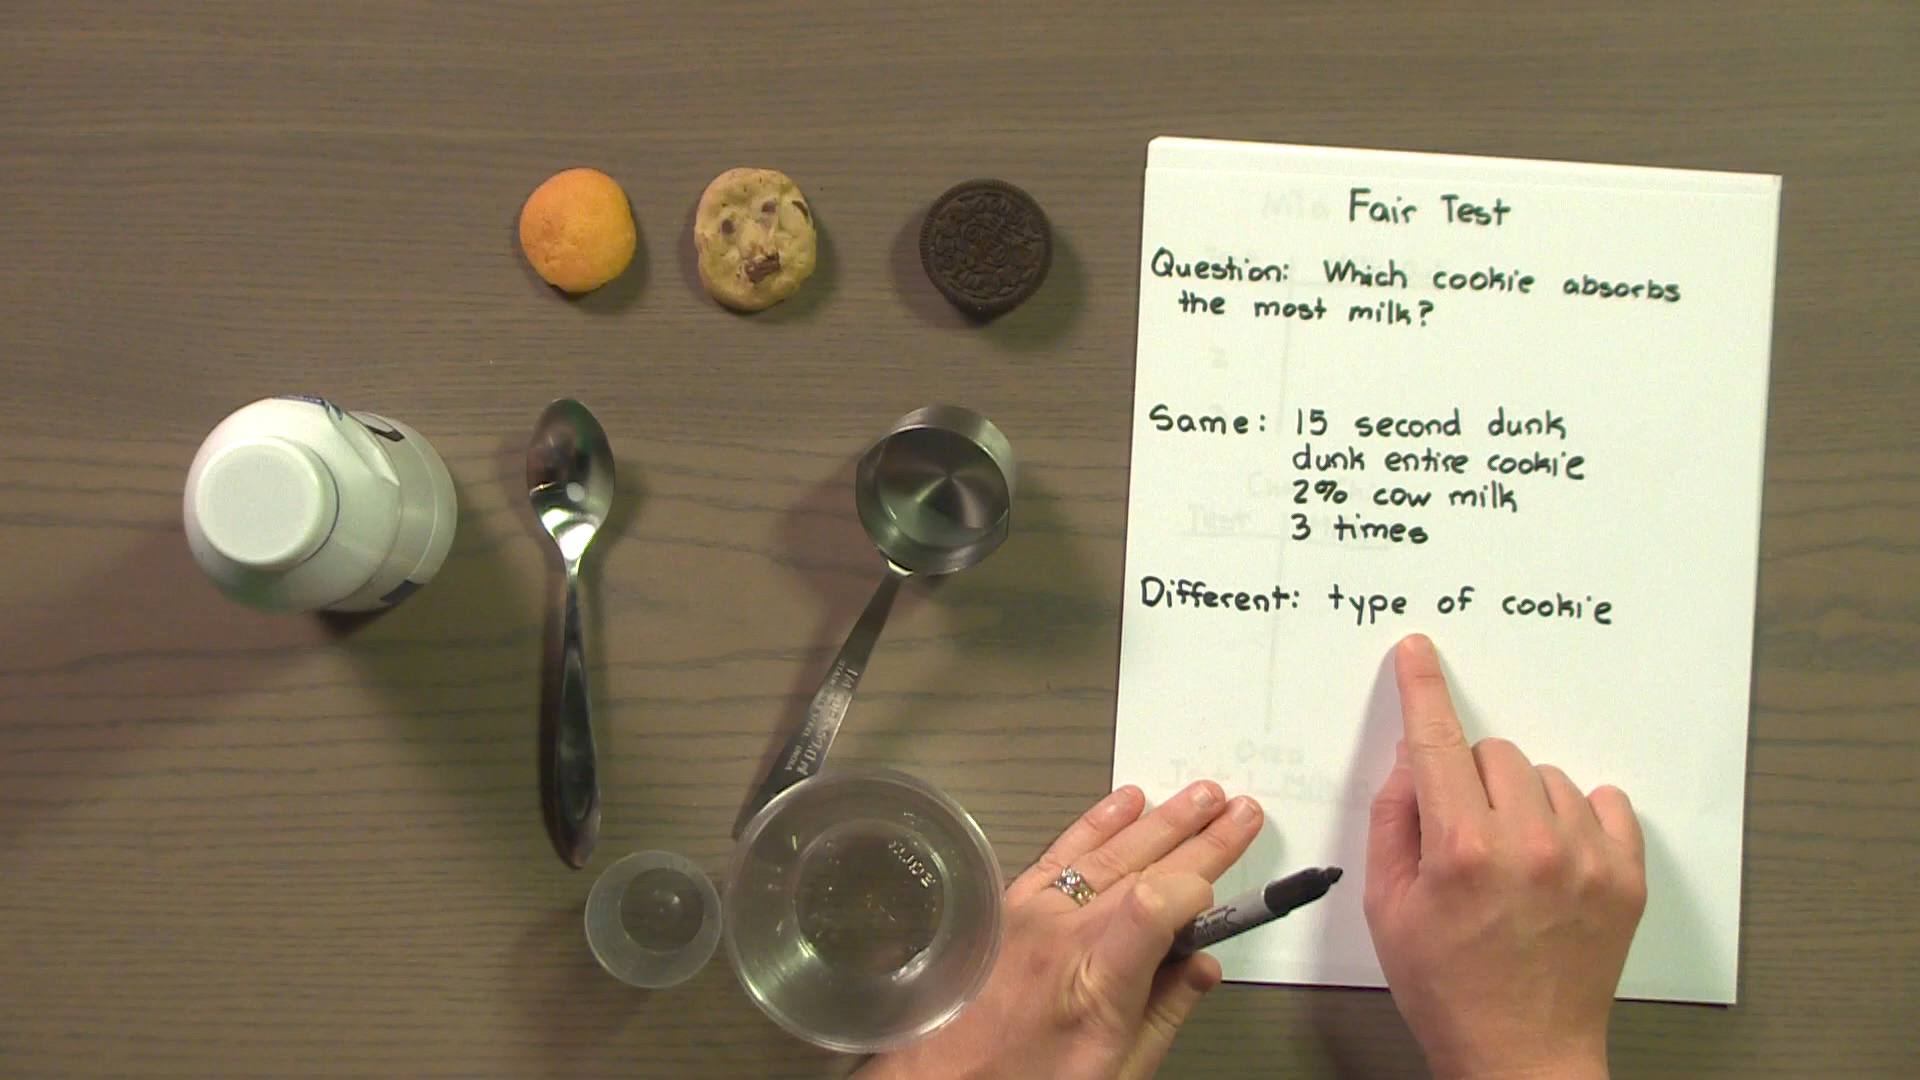 Fair Test
Question: Which cookie absorbs
the most milk?
Same: 15 second dunk
dunk entire cookie
2% cow milk
3 times
Different: type of cookie